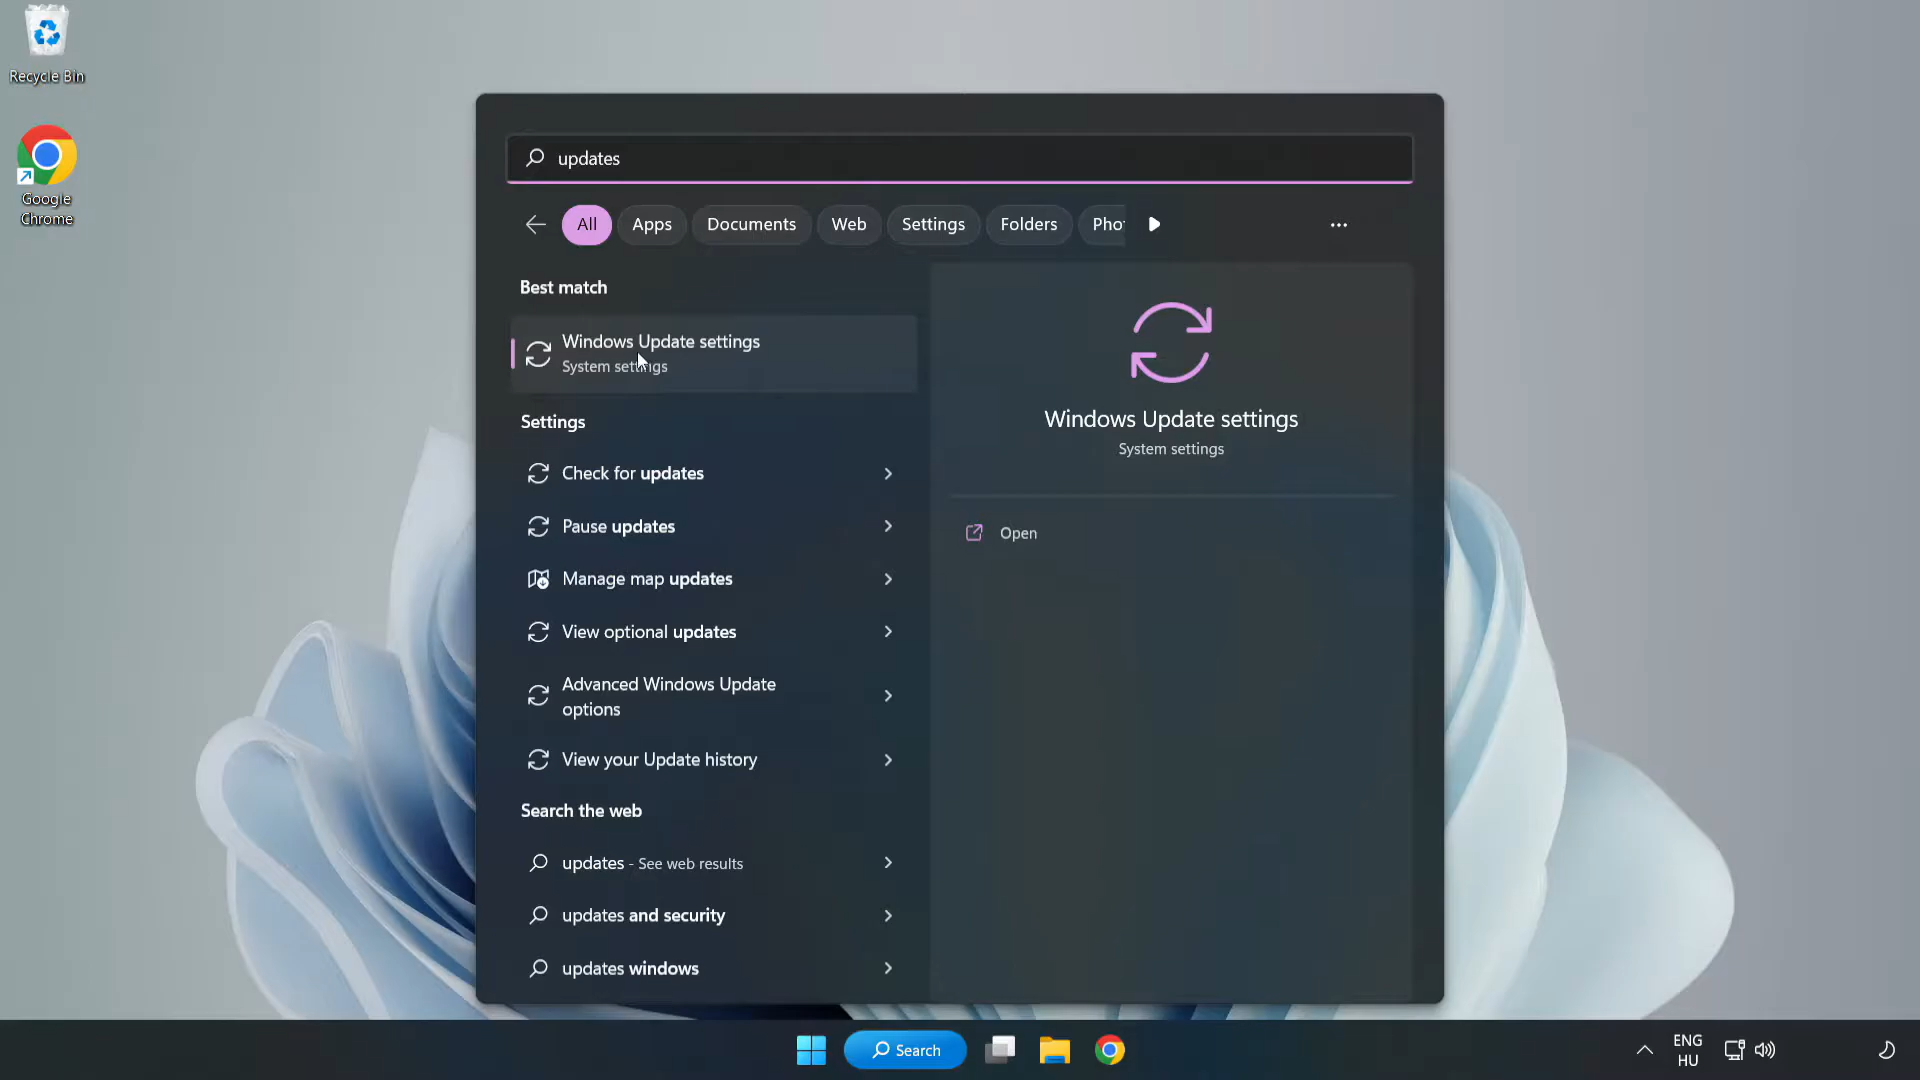 Recycle Bin
Google
Chrome
updates
All
Apps
Documents
Web
Settings
Folders
Pho
Best match
Windows Update settings
System settings
Settings
Check for updates
Pause updates
Manage map updates
View optional updates
Advanced Windows Update
options
View your Update history
Search the web
updates - See web results
updates and security
updates windows
Windows Update settings
System settings
Open
Search
ENG
HU